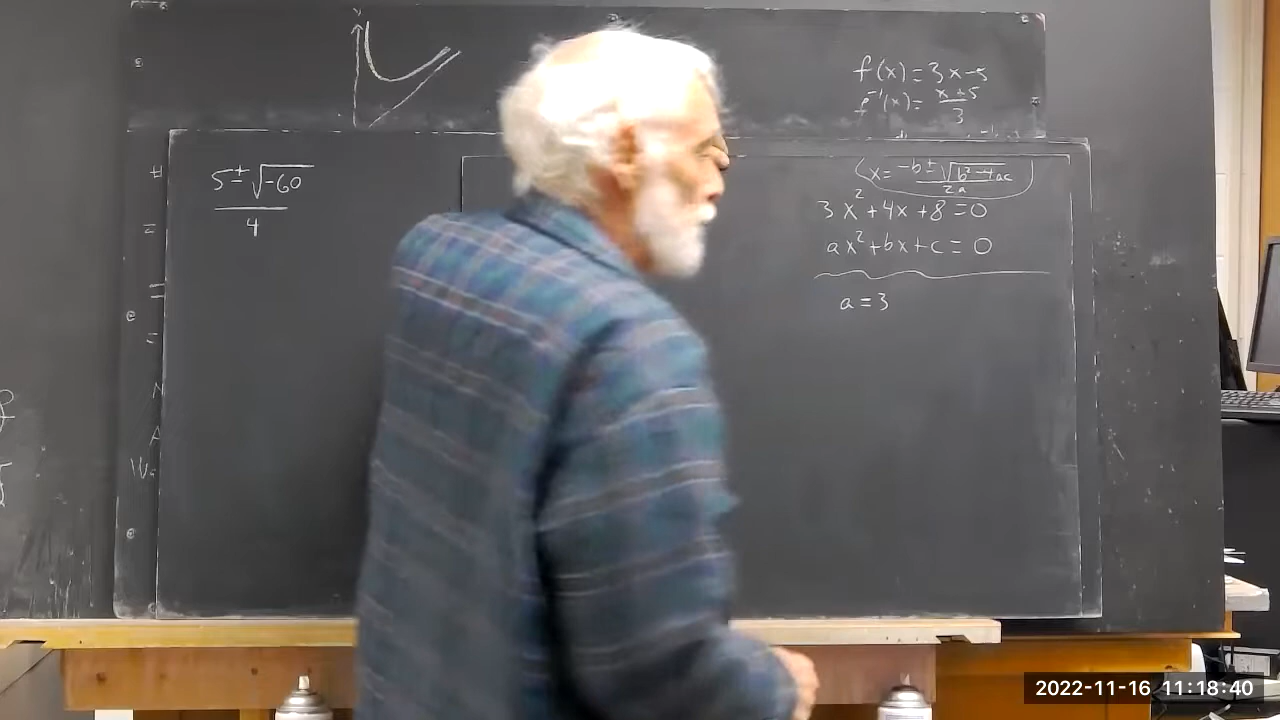 y
f(x) = 3x-5
f⁻¹(x) = (x+5)/3
5 ± √-60
4
x = (-b ± √b²-4ac)/2a
3x²+4x+8=0
ax²+bx+c=0
a=3
2022-11-16 11:18:40